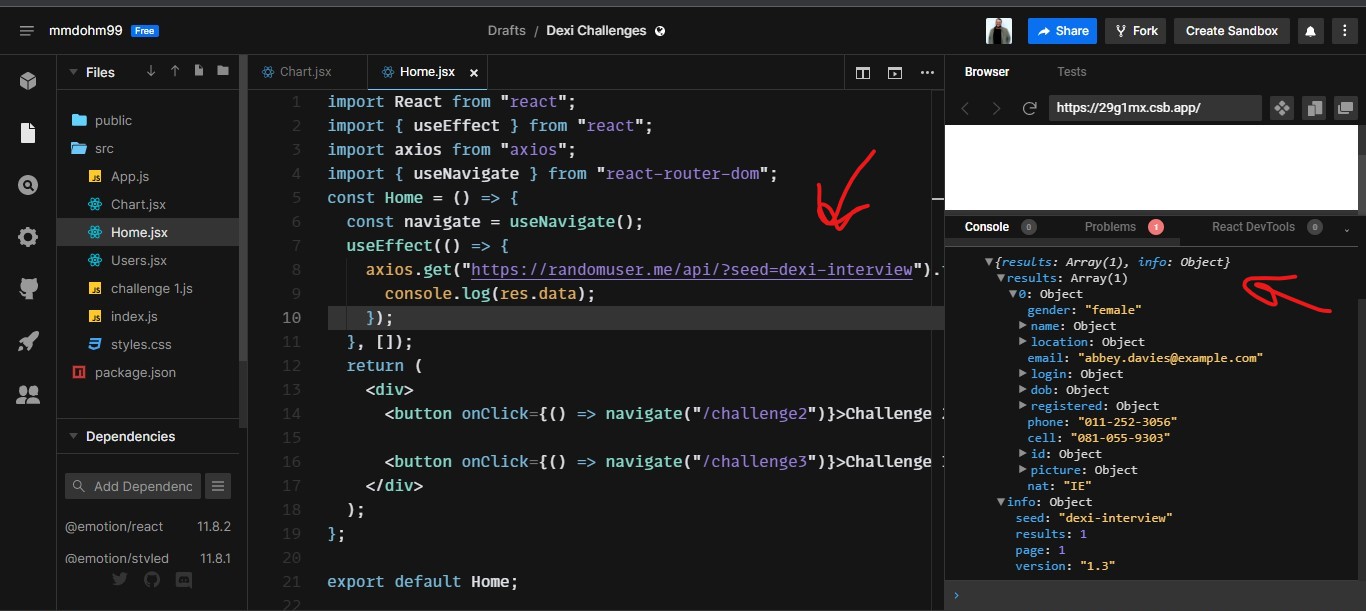 mmdohm99 Free
Drafts / Dexi Challenges
Share
Fork
Create Sandbox
Files
public
src
App.js
Chart.jsx
Home.jsx
Users.jsx
challenge 1.js
index.js
styles.css
package.json
Dependencies
Add Dependenc
@emotion/react 11.8.2
@emotion/styled 11.8.1
Chart.jsx
Home.jsx x
1 import React from "react";
2 import { useEffect } from "react";
3 import axios from "axios";
4 import { useNavigate } from "react-router-dom";
5 const Home = () => {
6 const navigate = useNavigate();
7 useEffect(() => {
8 axios.get("https://randomuser.me/api/?seed=dexi-interview").
9 console.log(res.data);
10 });
11 }, []);
12 return (
13 <div>
14 <button onClick={() => navigate("/challenge2")}>Challenge
15
16 <button onClick={() => navigate("/challenge3")}>Challenge
17 </div>
18 );
19 };
20
21 export default Home;
22
Browser
Tests
https://29g1mx.csb.app/
Console 0
Problems 1
React DevTools 0
▼{results: Array(1), info: Object}
▼results: Array(1)
▼0: Object
gender: "female"
▶name: Object
▶location: Object
email: "abbey.davies@example.com"
▶login: Object
▶dob: Object
▶registered: Object
phone: "011-252-3056"
cell: "081-055-9303"
▶id: Object
▶picture: Object
nat: "IE"
▼info: Object
seed: "dexi-interview"
results: 1
page: 1
version: "1.3"
›